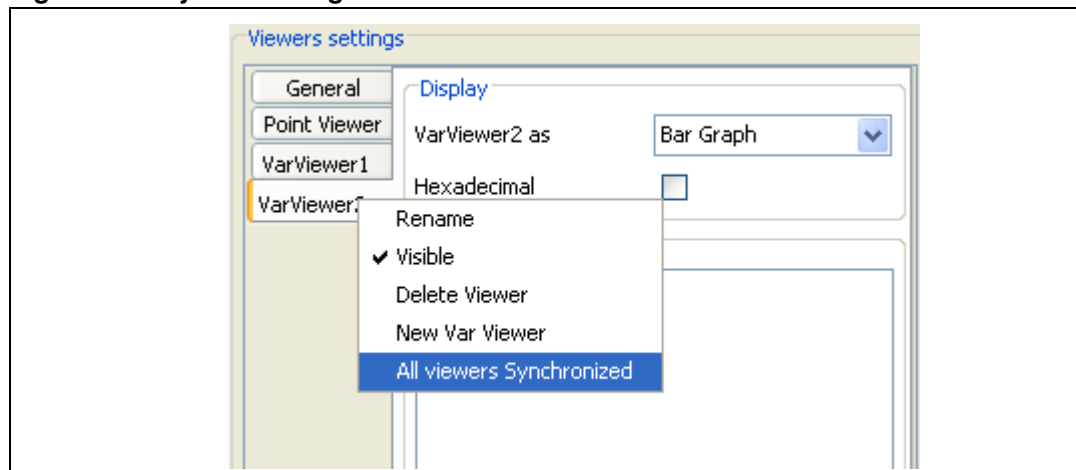 Viewers settings
General
Display
Point Viewer
VarViewer2 as
Bar Graph
VarViewer1
Hexadecimal
Rename
Visible
Delete Viewer
New Var Viewer
All viewers Synchronized